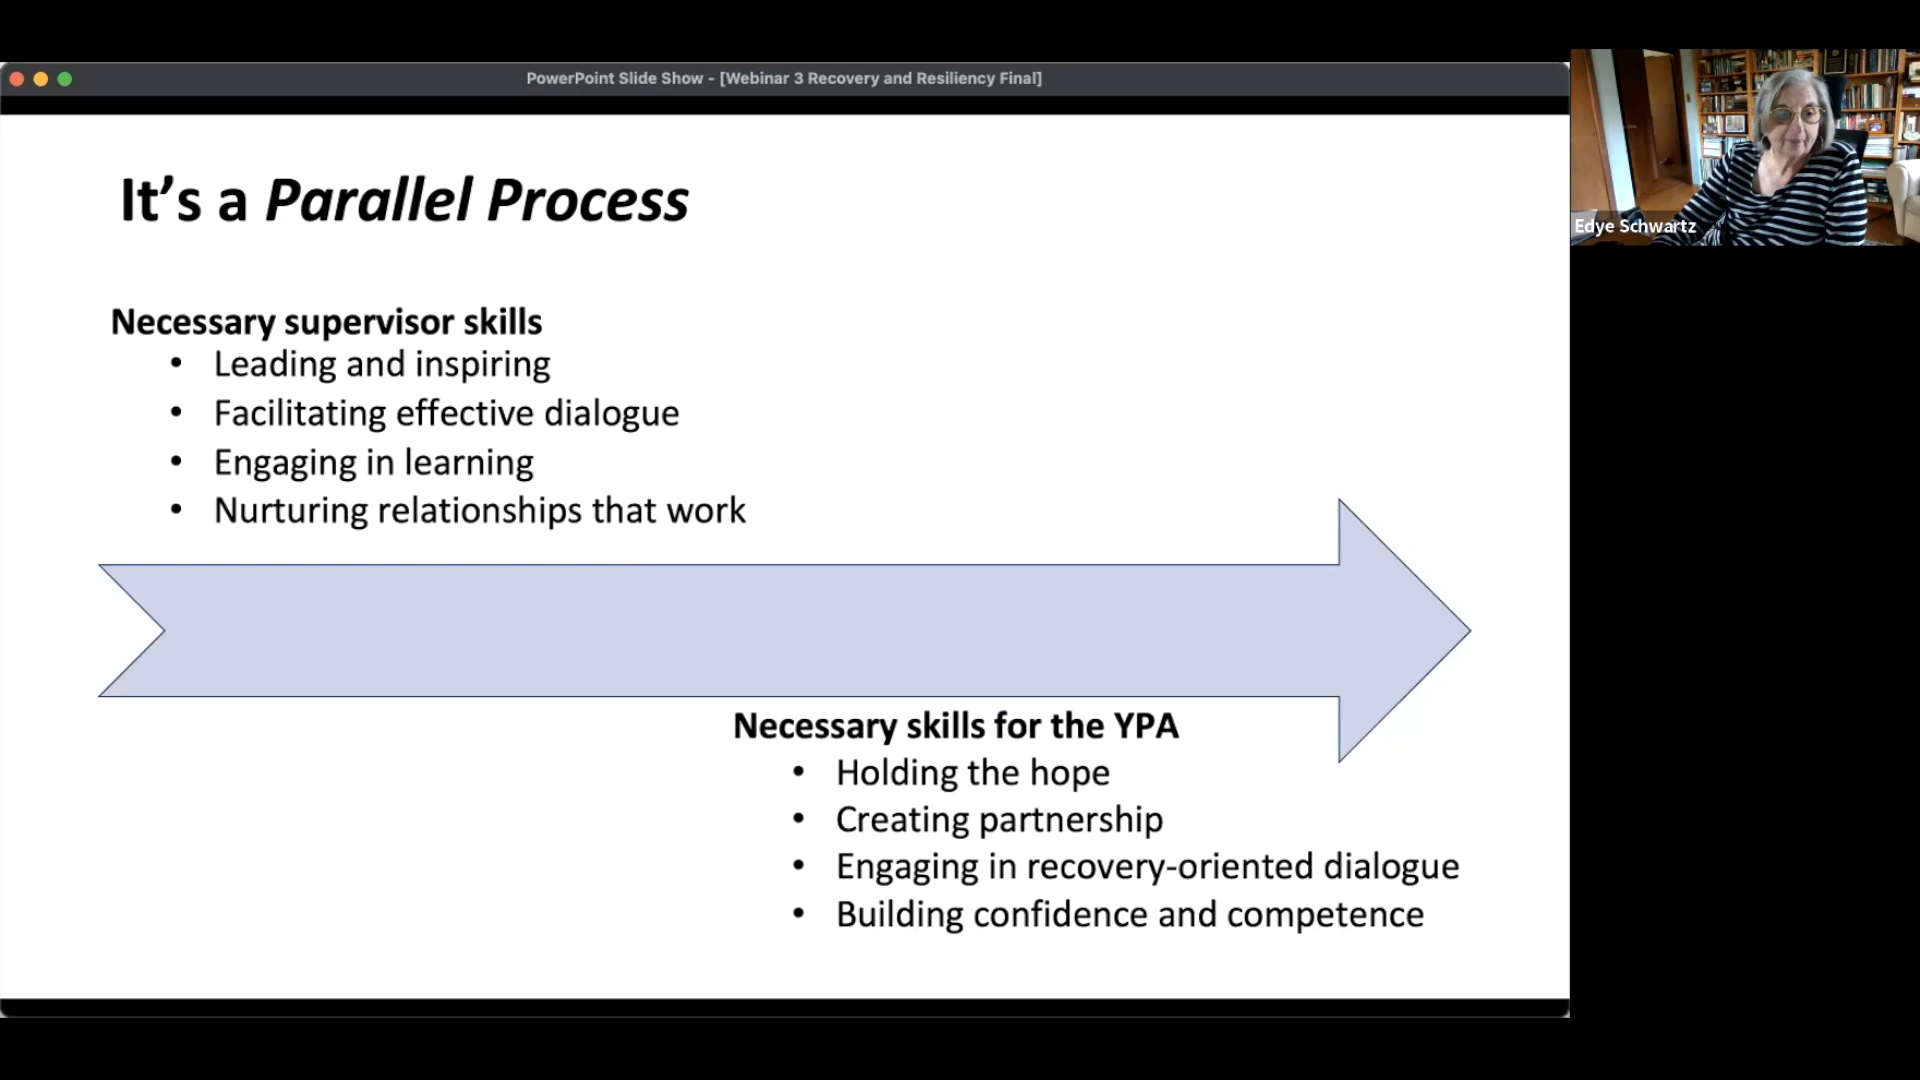 PowerPoint Slide Show - [Webinar 3 Recovery and Resiliency Final]
It’s a Parallel Process
Necessary supervisor skills
• Leading and inspiring
• Facilitating effective dialogue
• Engaging in learning
• Nurturing relationships that work
Necessary skills for the YPA
• Holding the hope
• Creating partnership
• Engaging in recovery-oriented dialogue
• Building confidence and competence
Edye Schwartz